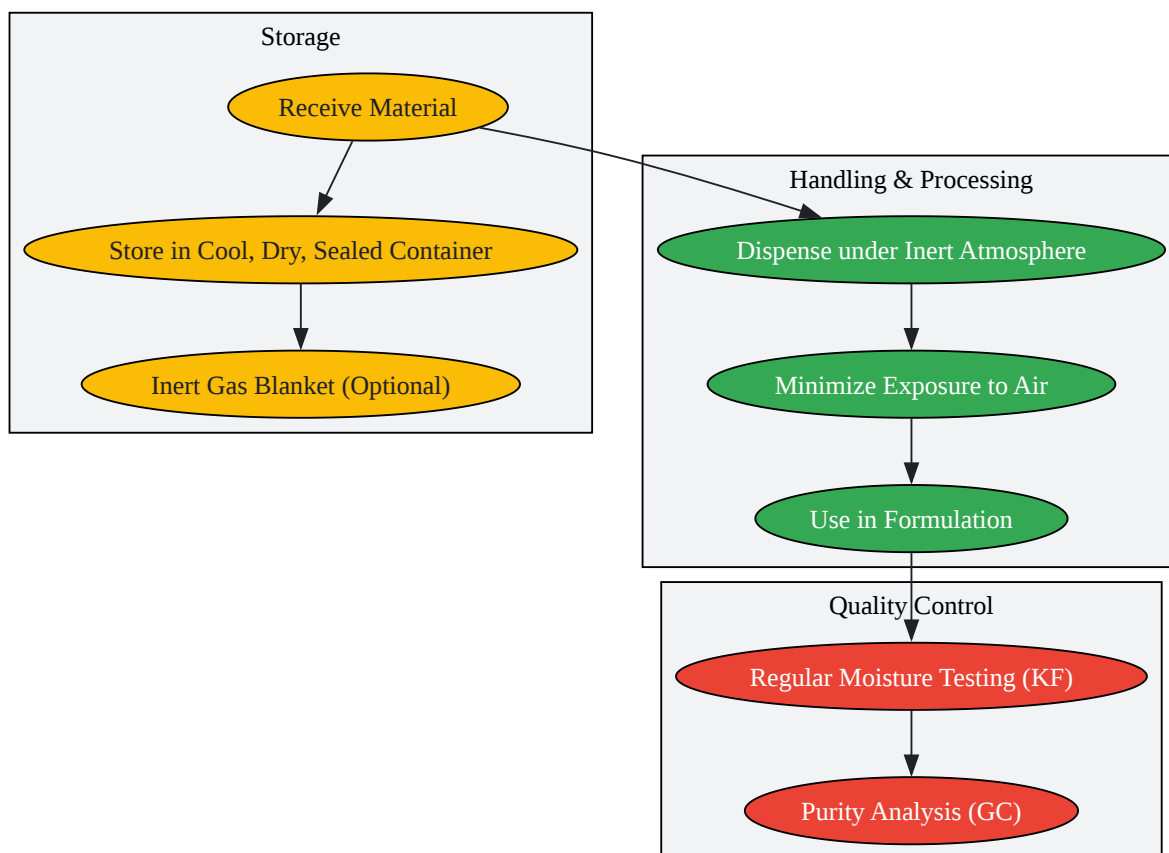 Storage
Receive Material
Store in Cool, Dry, Sealed Container
Inert Gas Blanket (Optional)
Handling & Processing
Dispense under Inert Atmosphere
Minimize Exposure to Air
Use in Formulation
Quality Control
Regular Moisture Testing (KF)
Purity Analysis (GC)